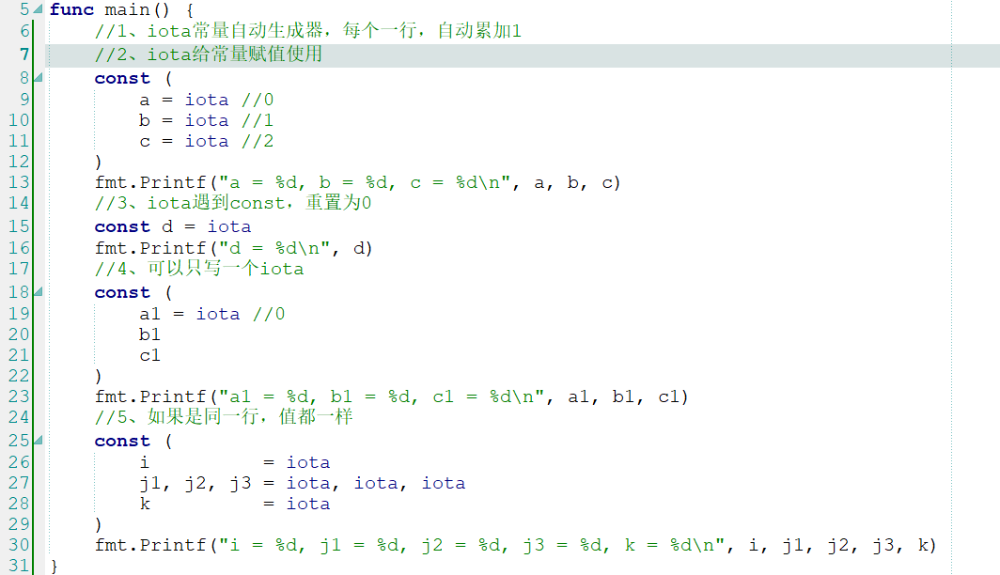 5 func main() {
6 //1、iota常量自动生成器，每个一行，自动累加1
7 //2、iota给常量赋值使用
8 const (
9 a = iota //0
10 b = iota //1
11 c = iota //2
12 )
13 fmt.Printf("a = %d, b = %d, c = %d\n", a, b, c)
14 //3、iota遇到const，重置为0
15 const d = iota
16 fmt.Printf("d = %d\n", d)
17 //4、可以只写一个iota
18 const (
19 a1 = iota //0
20 b1
21 c1
22 )
23 fmt.Printf("a1 = %d, b1 = %d, c1 = %d\n", a1, b1, c1)
24 //5、如果是同一行，值都一样
25 const (
26 i = iota
27 j1, j2, j3 = iota, iota, iota
28 k = iota
29 )
30 fmt.Printf("i = %d, j1 = %d, j2 = %d, j3 = %d, k = %d\n", i, j1, j2, j3, k)
31 }